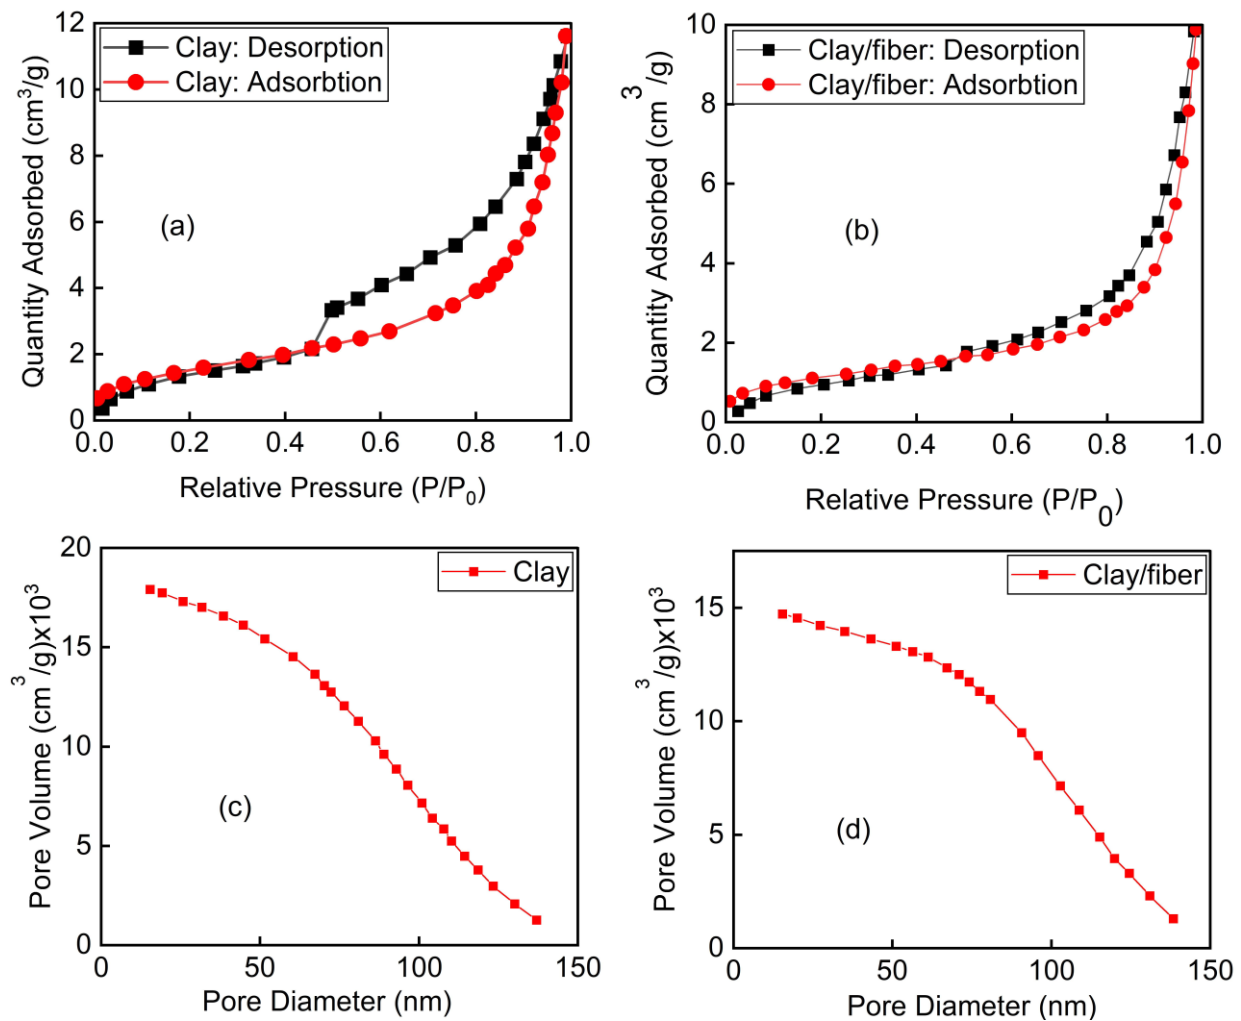 Clay: Desorption
Clay: Adsorbtion
(a)
Quantity Adsorbed (cm³/g)
12
10
8
6
4
2
0
0.0 0.2 0.4 0.6 0.8 1.0
Relative Pressure (P/P₀)
Clay/fiber: Desorption
Clay/fiber: Adsorbtion
(b)
Quantity Adsorbed (cm³/g)
10
8
6
4
2
0
0.0 0.2 0.4 0.6 0.8 1.0
Relative Pressure (P/P₀)
Clay
(c)
Pore Volume (cm³/g)x10³
20
15
10
5
0
0 50 100 150
Pore Diameter (nm)
Clay/fiber
(d)
Pore Volume (cm³/g)x10³
15
10
5
0
0 50 100 150
Pore Diameter (nm)